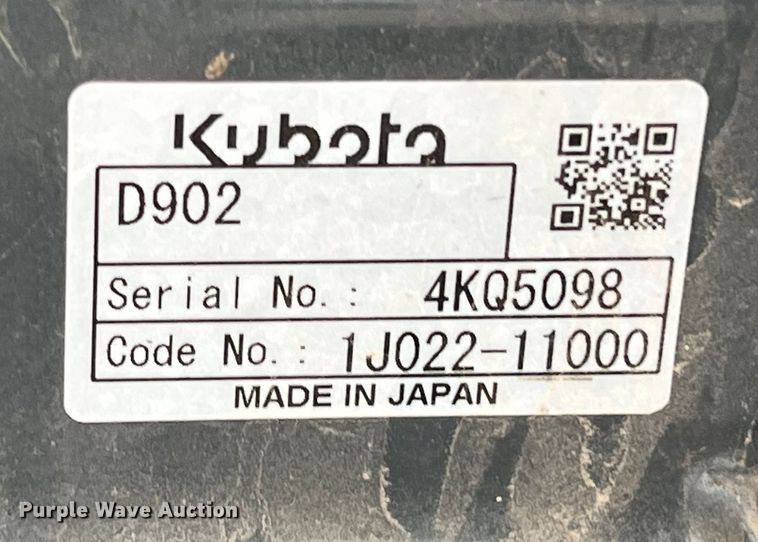 Kubota
D902
Serial No.: 4KQ5098
Code No.: 1J022-11000
MADE IN JAPAN
Purple Wave Auction